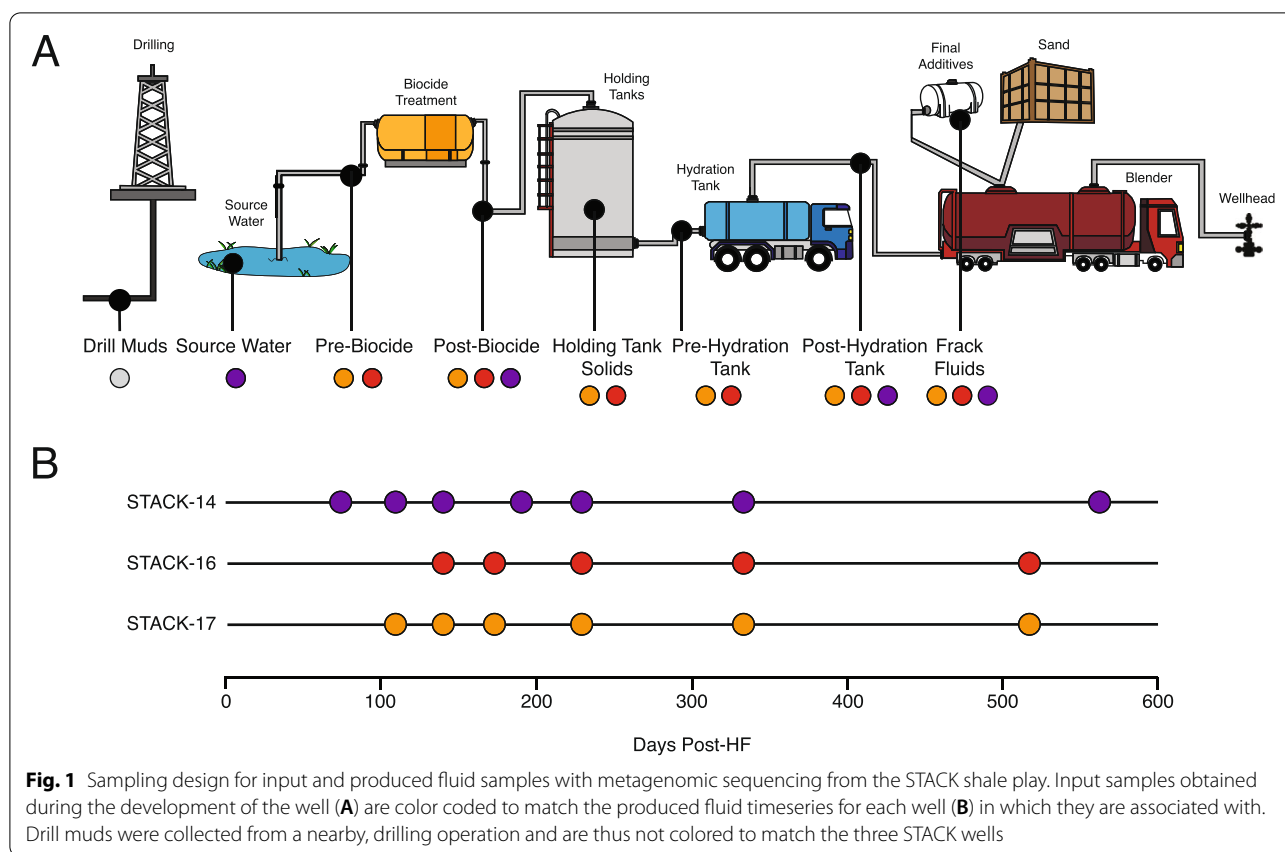 A
Drilling
Source
Water
Biocide
Treatment
Holding
Tanks
Hydration
Tank
Final
Additives
Sand
Blender
Wellhead
Drill Muds
Source Water
Pre-Biocide
Post-Biocide
Holding Tank
Solids
Pre-Hydration
Tank
Post-Hydration
Tank
Frack
Fluids
B
STACK-14
STACK-16
STACK-17
0 100 200 300 400 500 600
Days Post-HF
Fig. 1 Sampling design for input and produced fluid samples with metagenomic sequencing from the STACK shale play. Input samples obtained
during the development of the well (A) are color coded to match the produced fluid timeseries for each well (B) in which they are associated with.
Drill muds were collected from a nearby, drilling operation and are thus not colored to match the three STACK wells